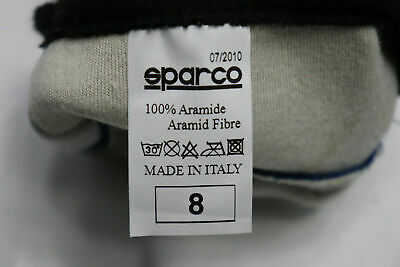 07/2010
sparco
100% Aramide
Aramid Fibre
30°
MADE IN ITALY
8